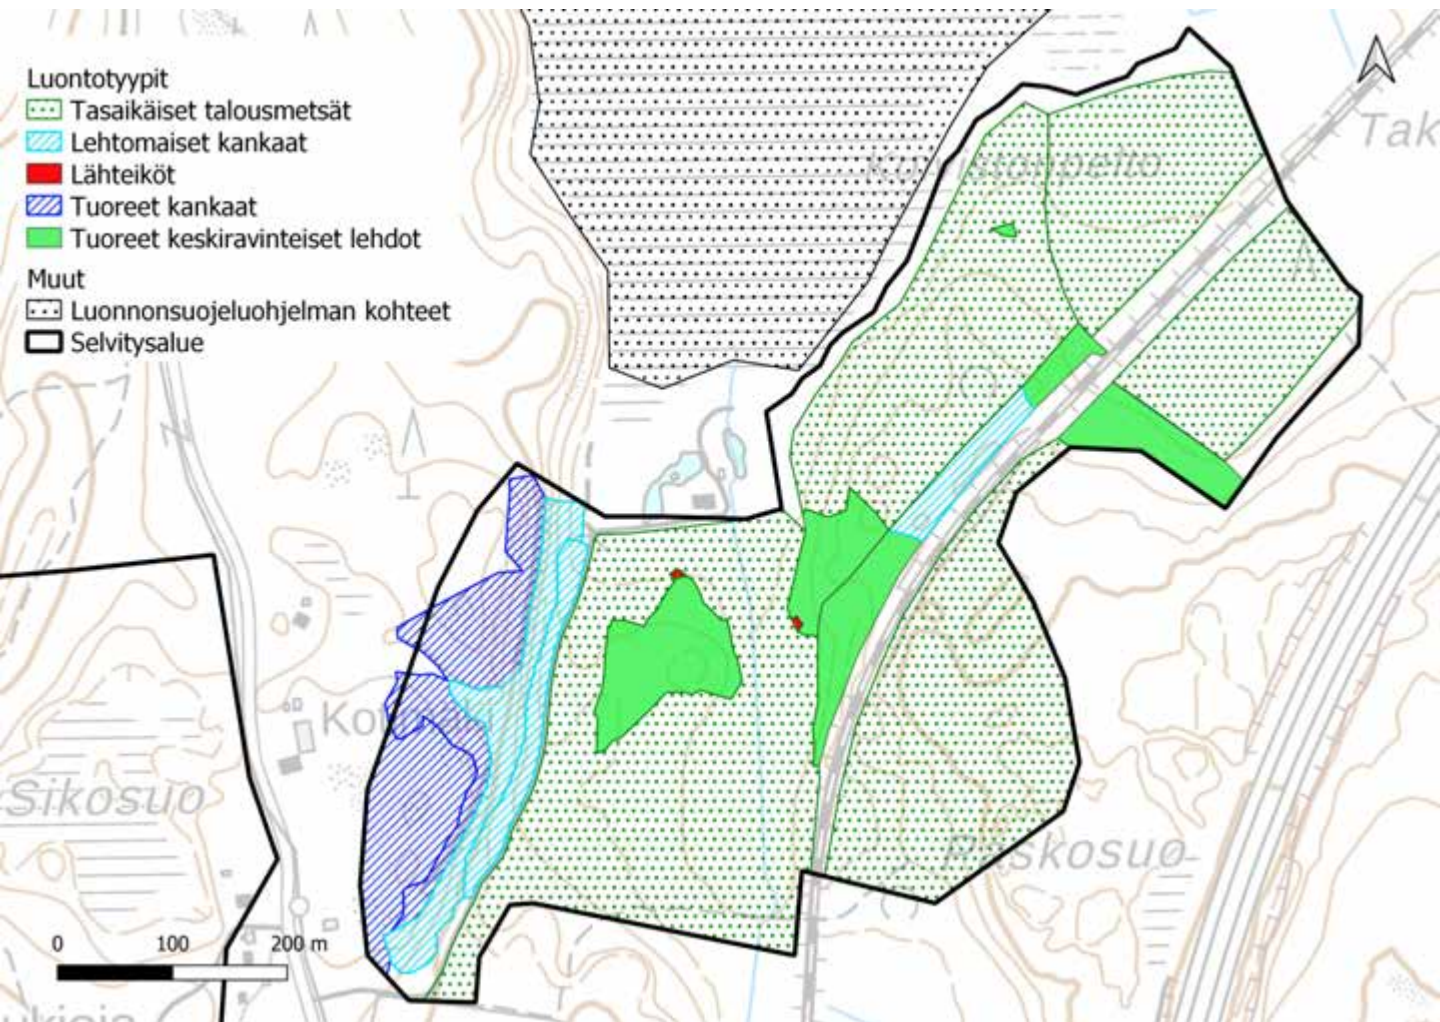 Luontotyypit
Tasaikäiset talousmetsät
Lehtomaiset kankaat
Lähteiköt
Tuoreet kankaat
Tuoreet keskiravinteiset lehdot
Muut
Luonnonsuojeluohjelman kohteet
Selvitysalue
Tak
Sikosuo
0 100 200 m